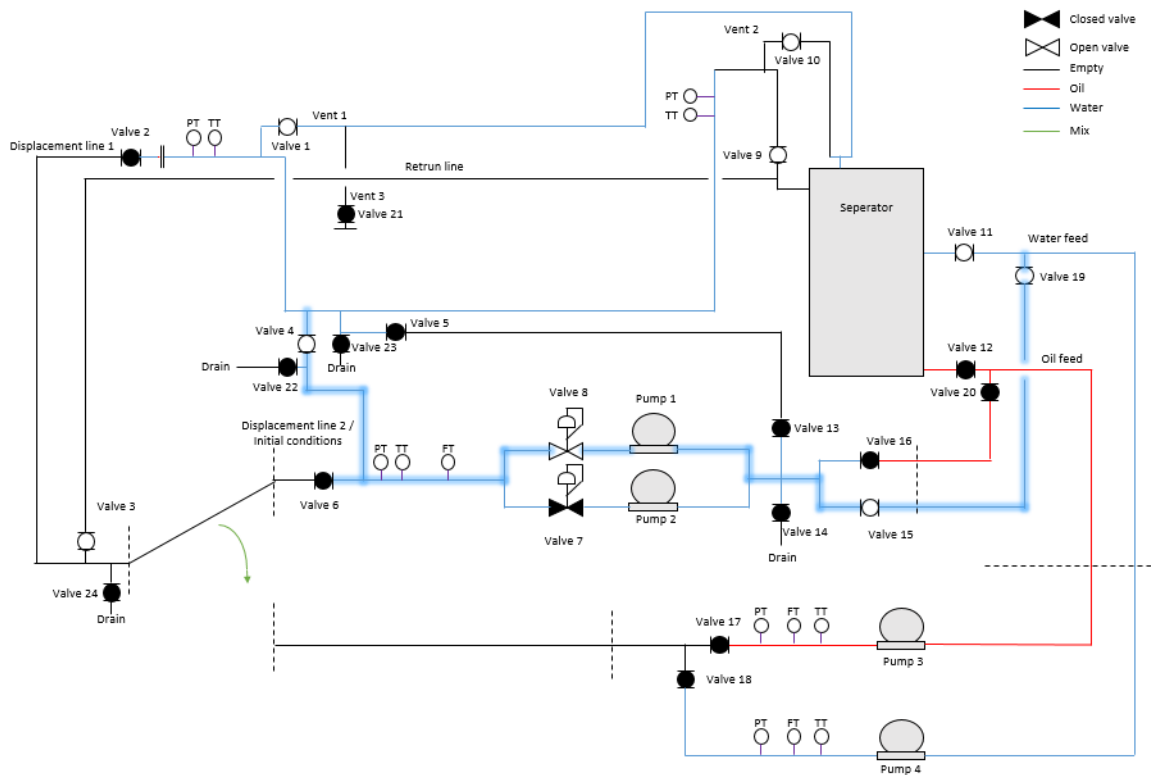 Closed valve
Open valve
Empty
Oil
Water
Mix
Vent 2
Valve 10
PT
TT
Vent 1
Valve 1
Valve 2
PT
TT
Displacement line 1
Valve 9
Retrun line
Vent 3
Valve 21
Seperator
Valve 11
Water feed
Valve 19
Valve 4
Valve 5
Valve 23
Drain
Drain
Valve 22
Valve 12
Oil feed
Valve 20
Valve 8
Pump 1
Displacement line 2 /
Initial conditions
PT
TT
FT
Valve 13
Valve 16
Valve 6
Valve 7
Pump 2
Valve 14
Drain
Valve 15
Valve 3
Valve 24
Drain
Valve 17
PT
FT
TT
Pump 3
Valve 18
PT
FT
TT
Pump 4